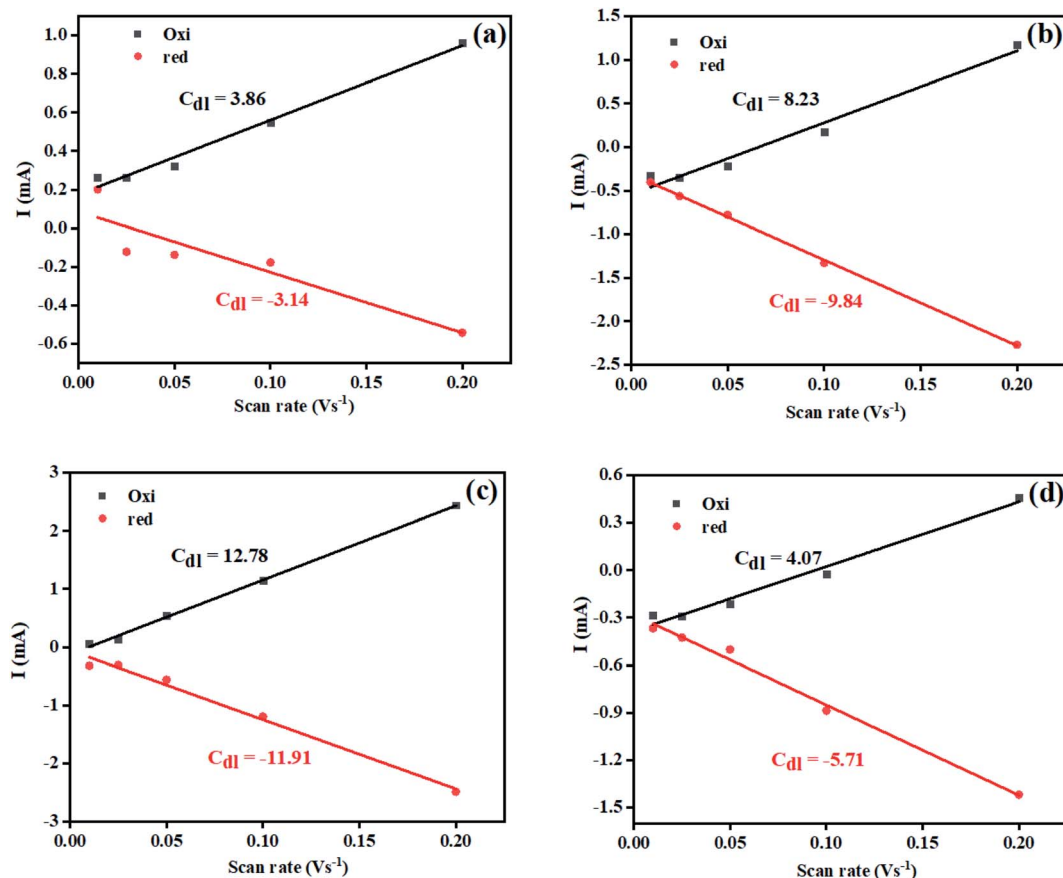 (a)
Oxi
red
C_dl = 3.86
C_dl = -3.14
1.0
0.8
0.6
0.4
0.2
0.0
-0.2
-0.4
-0.6
I (mA)
0.00 0.05 0.10 0.15 0.20
Scan rate (Vs⁻¹)
(b)
Oxi
red
C_dl = 8.23
C_dl = -9.84
1.5
1.0
0.5
0.0
-0.5
-1.0
-1.5
-2.0
-2.5
I (mA)
0.00 0.05 0.10 0.15 0.20
Scan rate (Vs⁻¹)
(c)
Oxi
red
C_dl = 12.78
C_dl = -11.91
3
2
1
0
-1
-2
-3
I (mA)
0.00 0.05 0.10 0.15 0.20
Scan rate (Vs⁻¹)
(d)
Oxi
red
C_dl = 4.07
C_dl = -5.71
0.6
0.3
0.0
-0.3
-0.6
-0.9
-1.2
-1.5
I (mA)
0.00 0.05 0.10 0.15 0.20
Scan rate (Vs⁻¹)